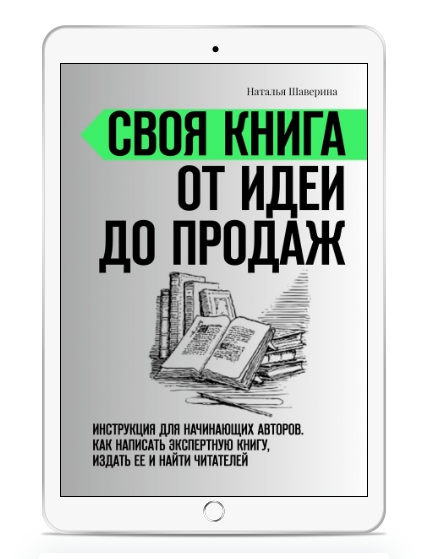 Наталья Шаверина
СВОЯ КНИГА
ОТ ИДЕИ
ДО ПРОДАЖ
ИНСТРУКЦИЯ ДЛЯ НАЧИНАЮЩИХ АВТОРОВ.
КАК НАПИСАТЬ ЭКСПЕРТНУЮ КНИГУ,
ИЗДАТЬ ЕЕ И НАЙТИ ЧИТАТЕЛЕЙ